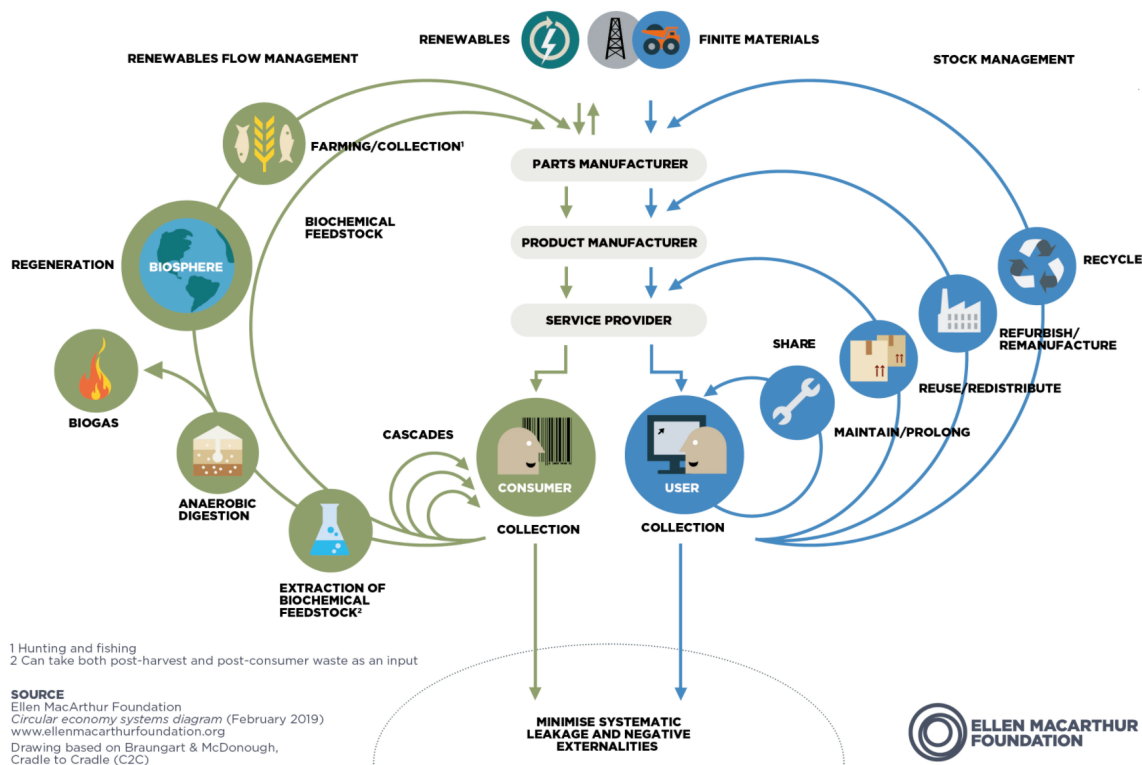 RENEWABLES
FINITE MATERIALS
RENEWABLES FLOW MANAGEMENT
STOCK MANAGEMENT
FARMING/COLLECTION¹
PARTS MANUFACTURER
BIOCHEMICAL
FEEDSTOCK
PRODUCT MANUFACTURER
REGENERATION
BIOSPHERE
RECYCLE
SERVICE PROVIDER
SHARE
REFURBISH/
REMANUFACTURE
REUSE/REDISTRIBUTE
BIOGAS
CASCADES
MAINTAIN/PROLONG
CONSUMER
USER
ANAEROBIC
DIGESTION
COLLECTION
COLLECTION
EXTRACTION OF
BIOCHEMICAL
FEEDSTOCK²
1 Hunting and fishing
2 Can take both post-harvest and post-consumer waste as an input
SOURCE
Ellen MacArthur Foundation
Circular economy systems diagram (February 2019)
www.ellenmacarthurfoundation.org
Drawing based on Braungart & McDonough,
Cradle to Cradle (C2C)
MINIMISE SYSTEMATIC
LEAKAGE AND NEGATIVE
EXTERNALITIES
ELLEN MACARTHUR
FOUNDATION